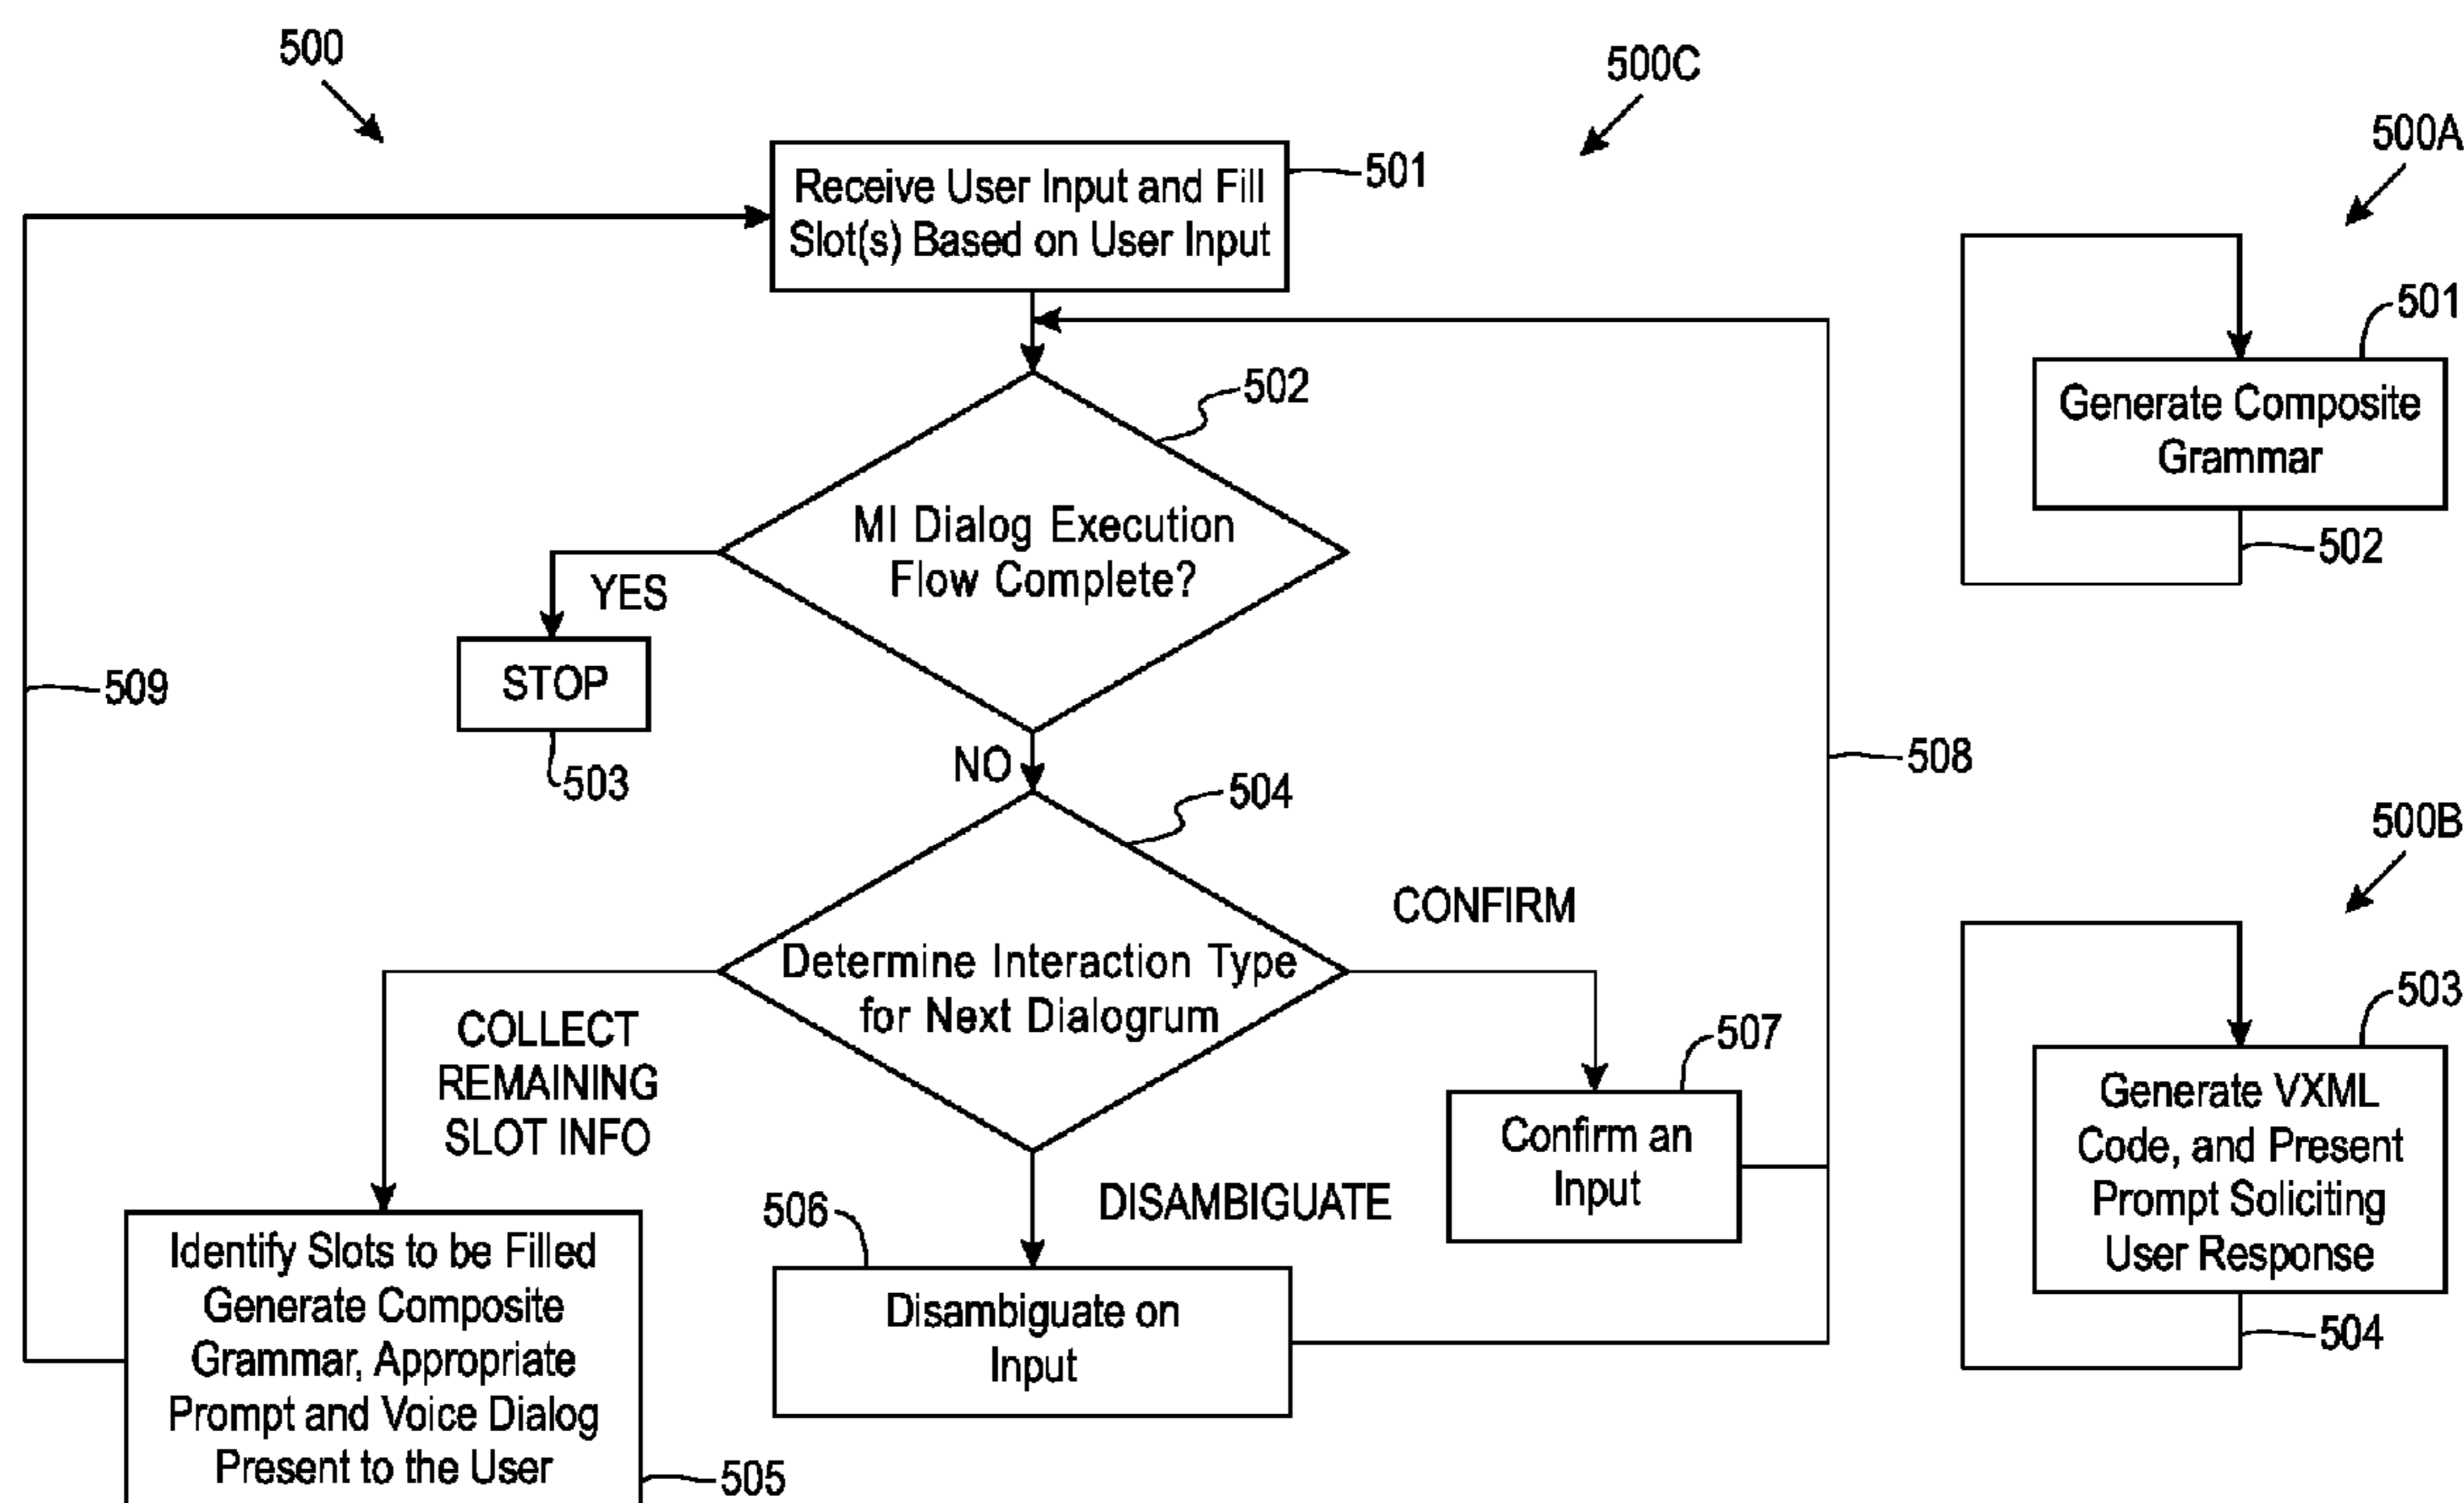 500
500C
500A
Receive User Input and Fill
Slot(s) Based on User Input
501
502
MI Dialog Execution
Flow Complete?
YES
STOP
503
NO
504
Determine Interaction Type
for Next Dialogrum
CONFIRM
COLLECT
REMAINING
SLOT INFO
DISAMBIGUATE
507
Confirm an
Input
506
Disambiguate on
Input
508
509
Identify Slots to be Filled
Generate Composite
Grammar, Appropriate
Prompt and Voice Dialog
Present to the User
505
501
Generate Composite
Grammar
502
500B
503
Generate VXML
Code, and Present
Prompt Soliciting
User Response
504